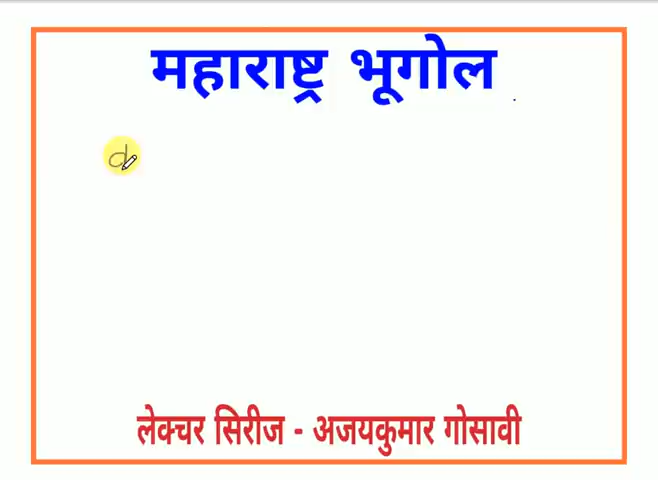 महाराष्ट्र भूगोल
लेक्चर सिरीज - अजयकुमार गोसावी